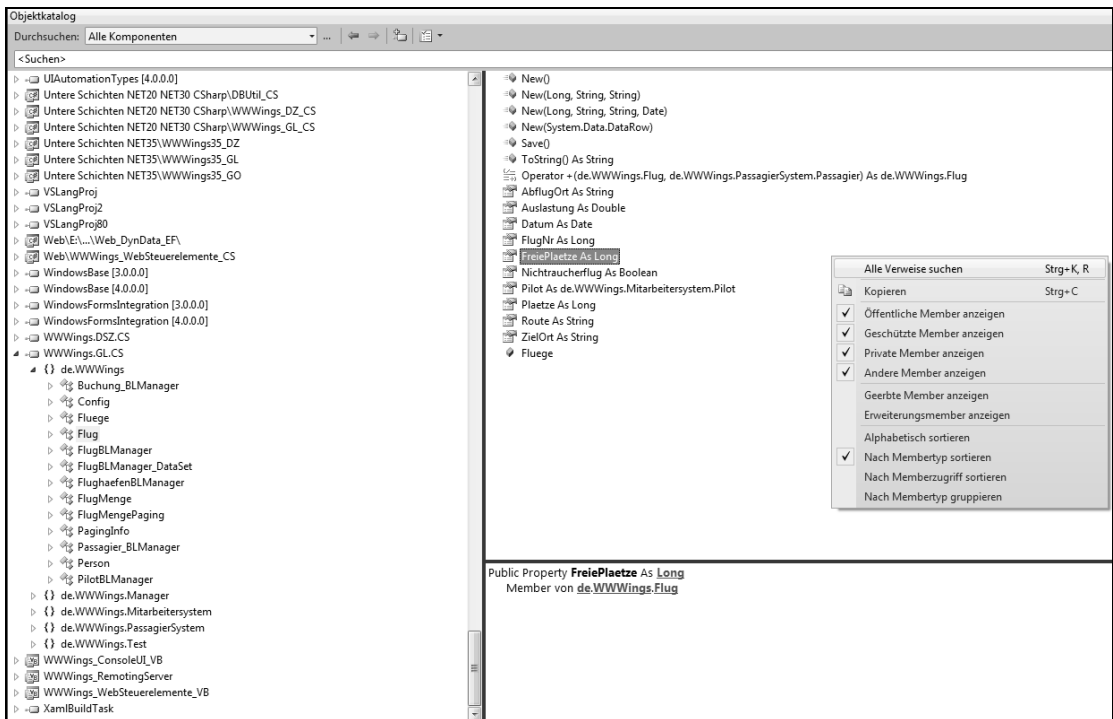 Objektkatalog
Durchsuchen: Alle Komponenten
<Suchen>
UIAutomationTypes [4.0.0.0]
Untere Schichten NET20 NET30 CSharp\DBUtil_CS
Untere Schichten NET20 NET30 CSharp\WWWings_DZ_CS
Untere Schichten NET20 NET30 CSharp\WWWings_GL_CS
Untere Schichten NET35\WWWings35_DZ
Untere Schichten NET35\WWWings35_GL
Untere Schichten NET35\WWWings35_GO
VSLangProj
VSLangProj2
VSLangProj80
Web\E:\...\Web_DynData_EF\
Web\WWWings_WebSteuerelemente_CS
WindowsBase [3.0.0.0]
WindowsBase [4.0.0.0]
WindowsFormsIntegration [3.0.0.0]
WindowsFormsIntegration [4.0.0.0]
WWWings.DSZ.CS
WWWings.GL.CS
{} de.WWWings
Buchung_BLManager
Config
Fluege
Flug
FlugBLManager
FlugBLManager_DataSet
FlughaefenBLManager
FlugMenge
FlugMengePaging
PagingInfo
Passagier_BLManager
Person
PilotBLManager
{} de.WWWings.Manager
{} de.WWWings.Mitarbeitersystem
{} de.WWWings.PassagierSystem
{} de.WWWings.Test
WWWings_ConsoleUI_VB
WWWings_RemotingServer
WWWings_WebSteuerelemente_VB
XamlBuildTask
New()
New(Long, String, String)
New(Long, String, String, Date)
New(System.Data.DataRow)
Save()
ToString() As String
Operator +(de.WWWings.Flug, de.WWWings.PassagierSystem.Passagier) As de.WWWings.Flug
AbflugOrt As String
Auslastung As Double
Datum As Date
FlugNr As Long
FreiePlaetze As Long
Nichtraucherflug As Boolean
Pilot As de.WWWings.Mitarbeitersystem.Pilot
Plaetze As Long
Route As String
ZielOrt As String
Fluege
Alle Verweise suchen Strg+K, R
Kopieren Strg+C
Öffentliche Member anzeigen
Geschützte Member anzeigen
Private Member anzeigen
Andere Member anzeigen
Geerbte Member anzeigen
Erweiterungsmember anzeigen
Alphabetisch sortieren
Nach Membertyp sortieren
Nach Memberzugriff sortieren
Nach Membertyp gruppieren
Public Property FreiePlaetze As Long
Member von de.WWWings.Flug